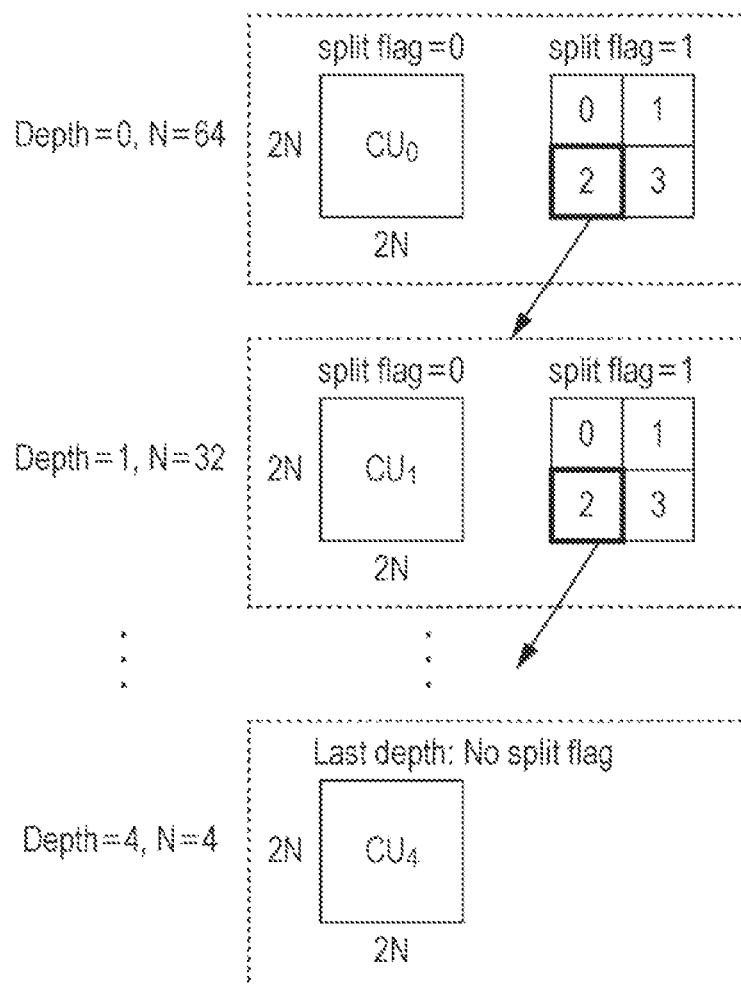 split flag=0 split flag=1
Depth=0, N=64
2N
CU₀
0 1
2 3
2N
split flag=0 split flag=1
Depth=1, N=32
2N
CU₁
0 1
2 3
2N
Last depth: No split flag
Depth=4, N=4
2N
CU₄
2N